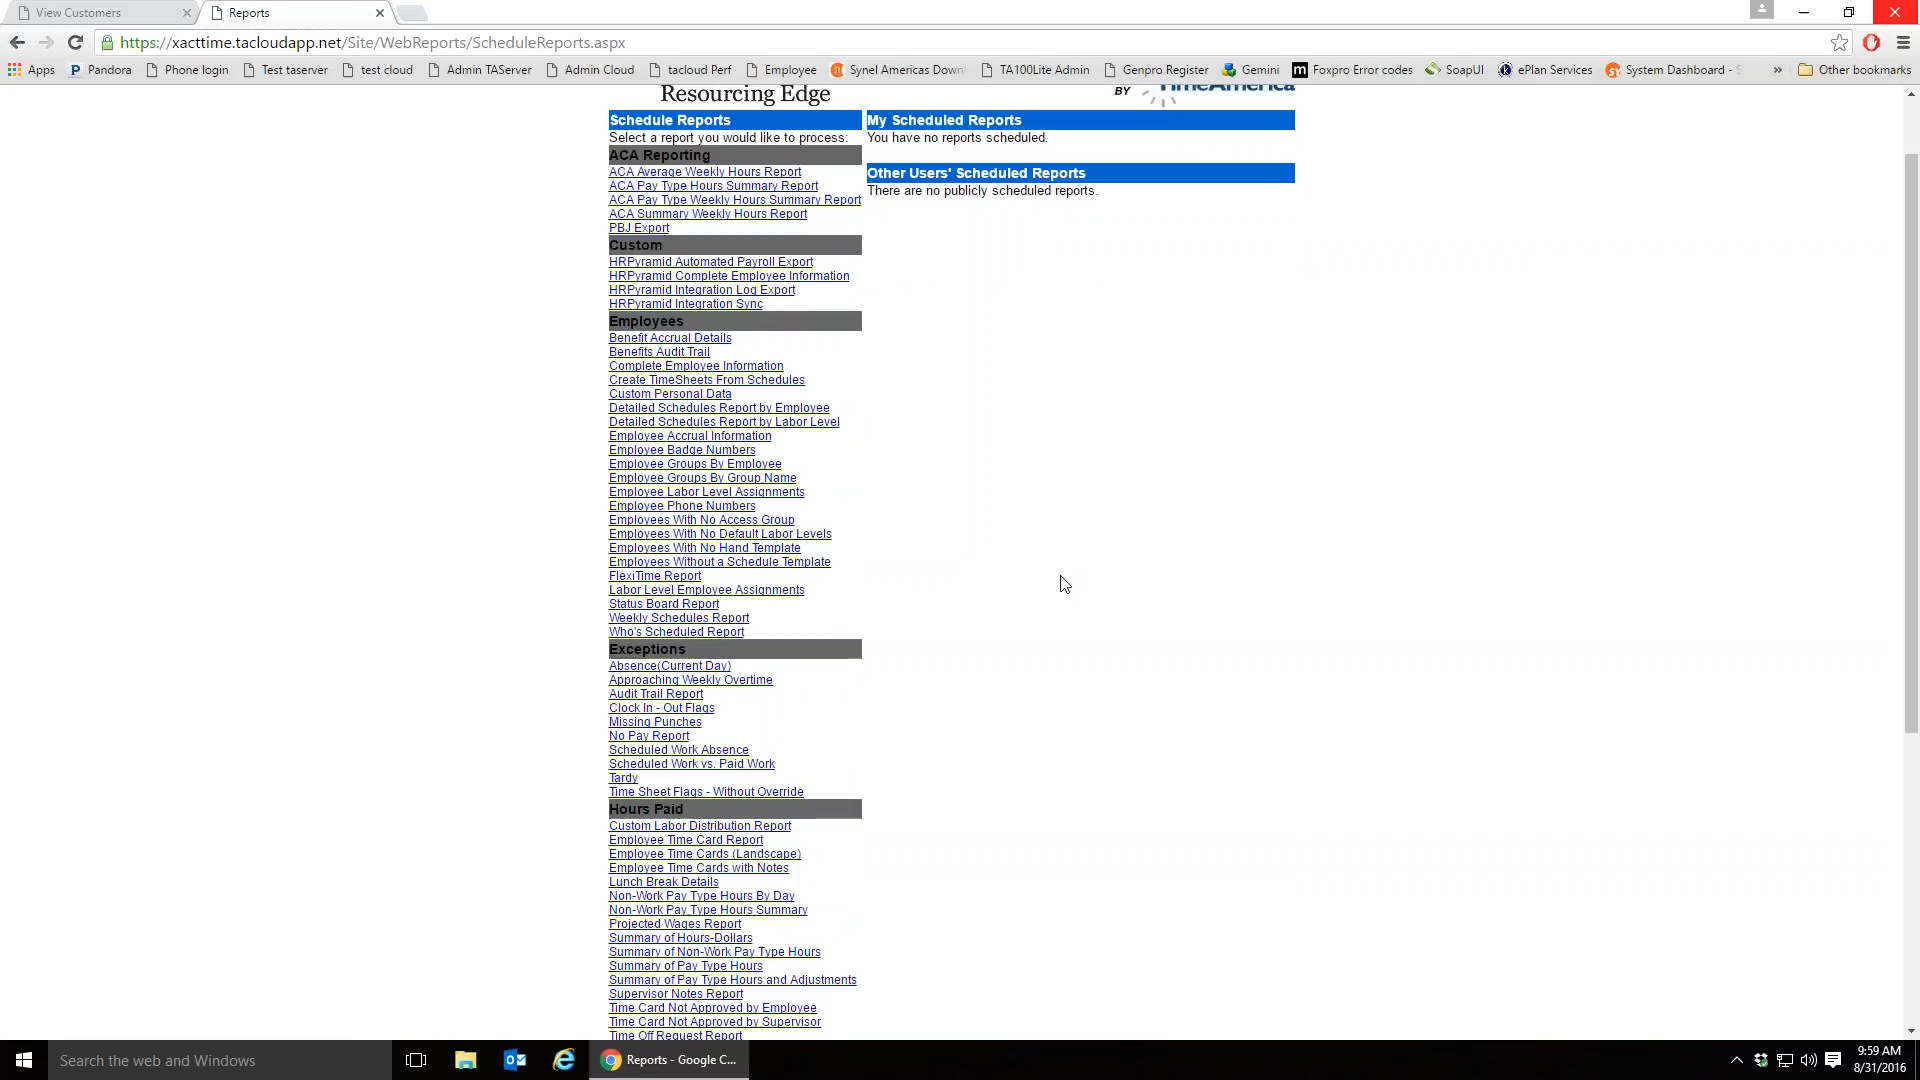 View Customers
Reports
https://xacttime.tacloudapp.net/Site/WebReports/ScheduleReports.aspx
Apps
Pandora
Phone login
Test taserver
test cloud
Admin TAServer
Admin Cloud
tacloud Perf
Employee
Synel Americas Down
TA100Lite Admin
Genpro Register
Gemini
Foxpro Error codes
SoapUI
ePlan Services
System Dashboard - S
Other bookmarks
Resourcing Edge
BY TimeAmerica
Schedule Reports
Select a report you would like to process:
ACA Reporting
ACA Average Weekly Hours Report
ACA Pay Type Hours Summary Report
ACA Pay Type Weekly Hours Summary Report
ACA Summary Weekly Hours Report
PBJ Export
Custom
HRPyramid Automated Payroll Export
HRPyramid Complete Employee Information
HRPyramid Integration Log Export
HRPyramid Integration Sync
Employees
Benefit Accrual Details
Benefits Audit Trail
Complete Employee Information
Create TimeSheets From Schedules
Custom Personal Data
Detailed Schedules Report by Employee
Detailed Schedules Report by Labor Level
Employee Accrual Information
Employee Badge Numbers
Employee Groups By Employee
Employee Groups By Group Name
Employee Labor Level Assignments
Employee Phone Numbers
Employees With No Access Group
Employees With No Default Labor Levels
Employees With No Hand Template
Employees Without a Schedule Template
FlexiTime Report
Labor Level Employee Assignments
Status Board Report
Weekly Schedules Report
Who's Scheduled Report
Exceptions
Absence(Current Day)
Approaching Weekly Overtime
Audit Trail Report
Clock In - Out Flags
Missing Punches
No Pay Report
Scheduled Work Absence
Scheduled Work vs. Paid Work
Tardy
Time Sheet Flags - Without Override
Hours Paid
Custom Labor Distribution Report
Employee Time Card Report
Employee Time Cards (Landscape)
Employee Time Cards with Notes
Lunch Break Details
Non-Work Pay Type Hours By Day
Non-Work Pay Type Hours Summary
Projected Wages Report
Summary of Hours-Dollars
Summary of Non-Work Pay Type Hours
Summary of Pay Type Hours
Summary of Pay Type Hours and Adjustments
Supervisor Notes Report
Time Card Not Approved by Employee
Time Card Not Approved by Supervisor
Time Off Request Report
My Scheduled Reports
You have no reports scheduled.
Other Users' Scheduled Reports
There are no publicly scheduled reports.
Search the web and Windows
Reports - Google C...
9:59 AM
8/31/2016